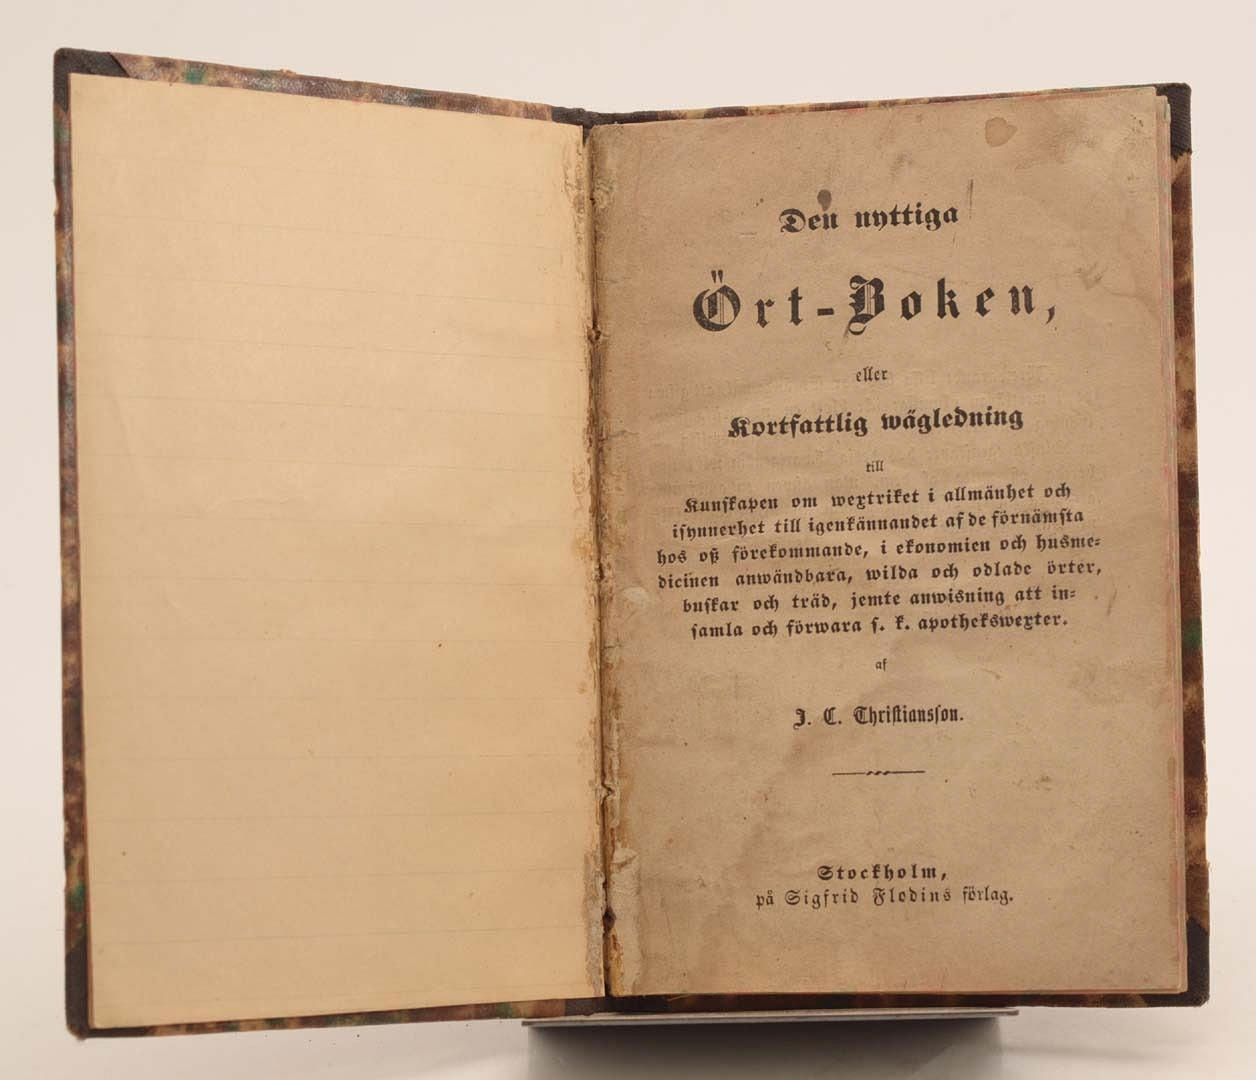 Den nyttiga
Ört-Boken,
eller
Kortfattlig wägledning
till
Kunskapen om wextriket i allmänhet och
isynnerhet till igenkännandet af de förnämsta
hos oß förekommande, i ekonomien och husme-
dicinen anwändbara, wilda och odlade örter,
buskar och träd, jemte anwisning att in-
samla och förwara s. k. apothekswexter.
af
J. C. Christiansson.
Stockholm,
på Sigfrid Flodins förlag.